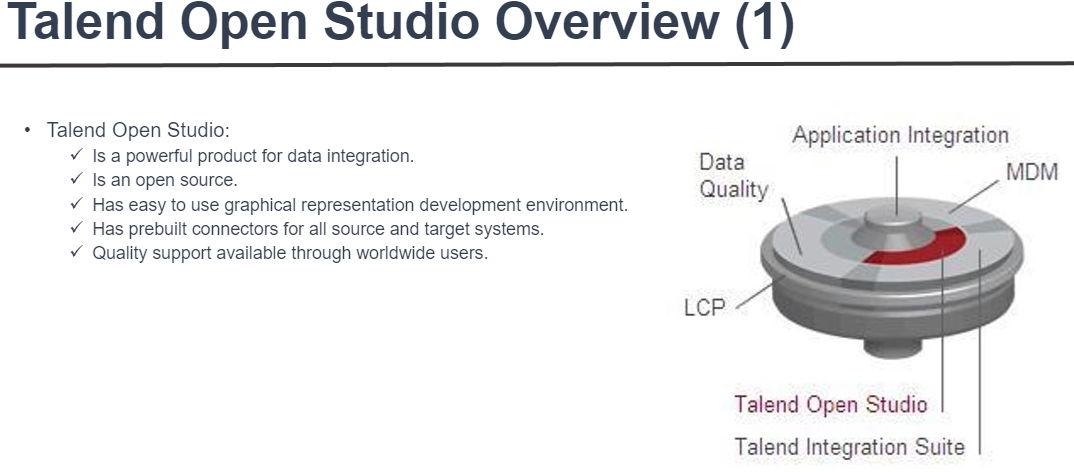 Talend Open Studio Overview (1)
• Talend Open Studio:
✓ Is a powerful product for data integration.
✓ Is an open source.
✓ Has easy to use graphical representation development environment.
✓ Has prebuilt connectors for all source and target systems.
✓ Quality support available through worldwide users.
Application Integration
Data
Quality
MDM
LCP
Talend Open Studio
Talend Integration Suite